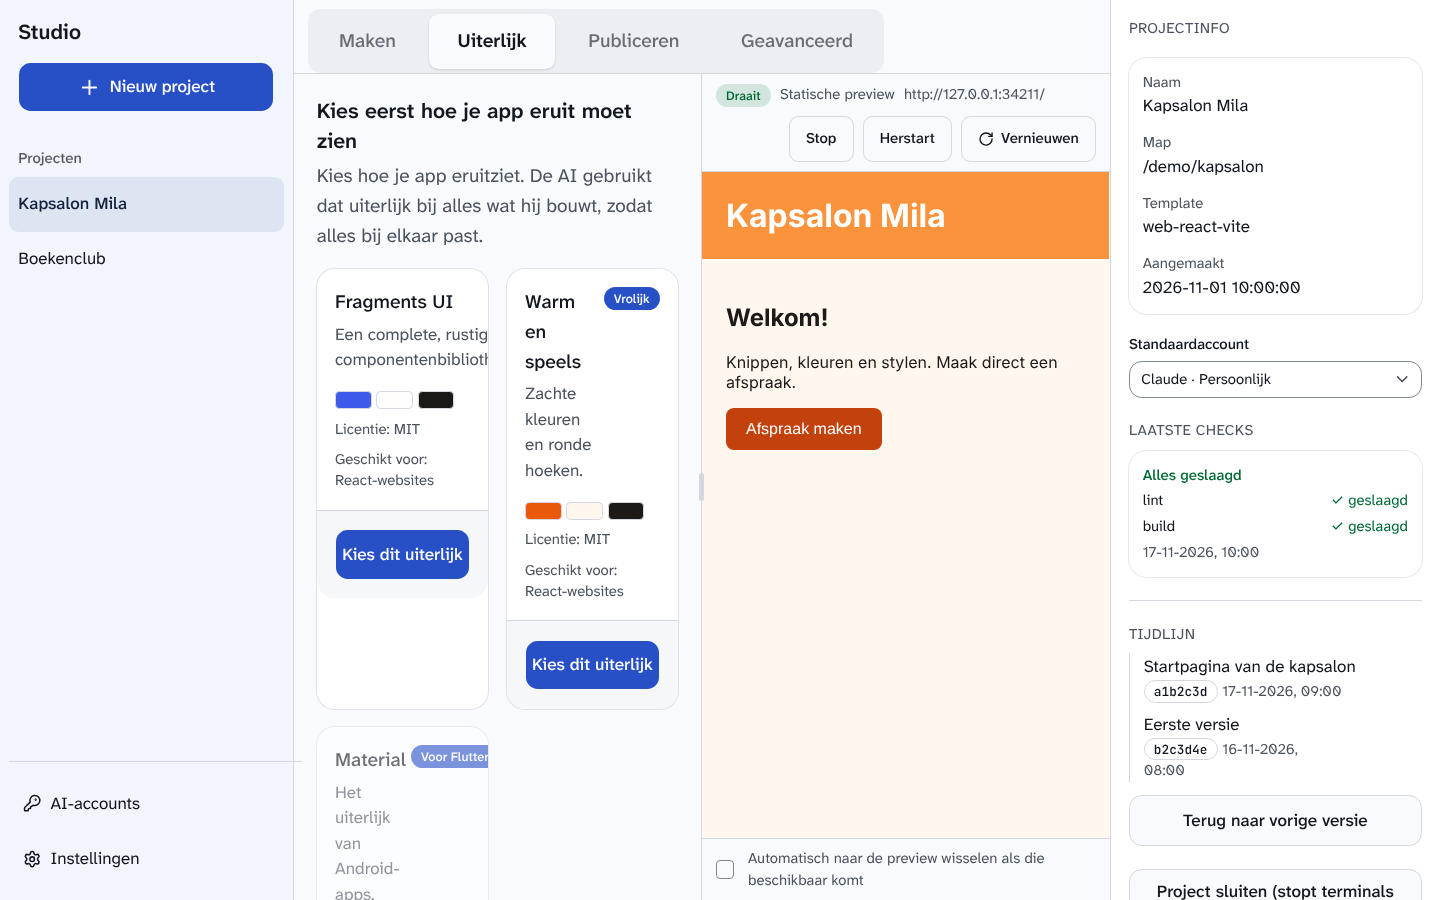 Studio
Nieuw project
Projecten
Kapsalon Mila
Boekenclub
AI-accounts
Instellingen
Maken
Uiterlijk
Publiceren
Geavanceerd
Kies eerst hoe je app eruit moet
zien
Kies hoe je app eruitziet. De AI gebruikt
dat uiterlijk bij alles wat hij bouwt, zodat
alles bij elkaar past.
Fragments UI
Een complete, rustig
Licentie: MIT
Geschikt voor:
React-websites
Kies dit uiterlijk
Warm
en
speels
Vrolijk
Zachte
kleuren
en ronde
hoeken.
Licentie: MIT
Geschikt voor:
React-websites
Kies dit uiterlijk
Material
Voor Flutter
Het
uiterlijk
van
Android-
apps.
Draait
Statische preview
http://127.0.0.1:34211/
Stop
Herstart
Vernieuwen
Kapsalon Mila
Welkom!
Knippen, kleuren en stylen. Maak direct een
afspraak.
Afspraak maken
Automatisch naar de preview wisselen als die
beschikbaar komt
PROJECTINFO
Naam
Kapsalon Mila
Map
/demo/kapsalon
Template
web-react-vite
Aangemaakt
2026-11-01 10:00:00
Standaardaccount
Claude · Persoonlijk
LAATSTE CHECKS
Alles geslaagd
lint ✓ geslaagd
build ✓ geslaagd
17-11-2026, 10:00
TIJDLIJN
Startpagina van de kapsalon
a1b2c3d 17-11-2026, 09:00
Eerste versie
b2c3d4e 16-11-2026,
08:00
Terug naar vorige versie
Project sluiten (stopt terminals